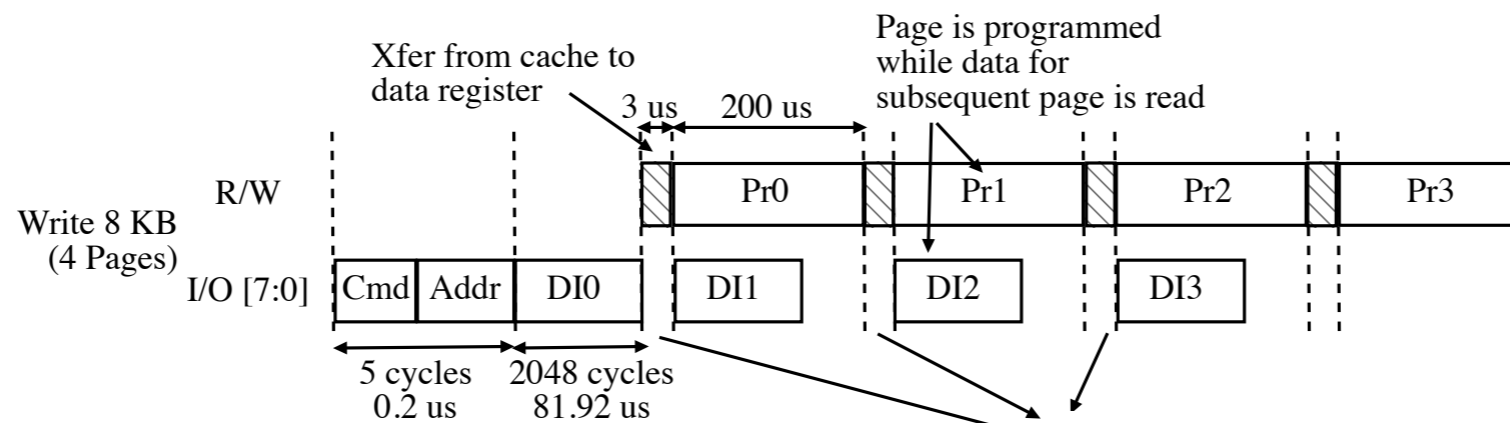 Page is programmed
while data for
subsequent page is read
Xfer from cache to
data register
3 us
200 us
R/W
Pr0
Pr1
Pr2
Pr3
Write 8 KB
(4 Pages)
I/O [7:0]
Cmd
Addr
DI0
DI1
DI2
DI3
5 cycles
0.2 us
2048 cycles
81.92 us